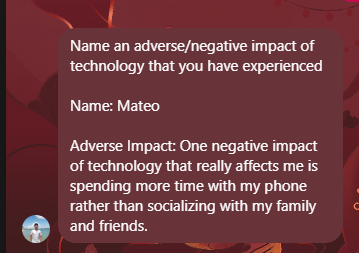 Name an adverse/negative impact of
technology that you have experienced
Name: Mateo
Adverse Impact: One negative impact
of technology that really affects me is
spending more time with my phone
rather than socializing with my family
and friends.